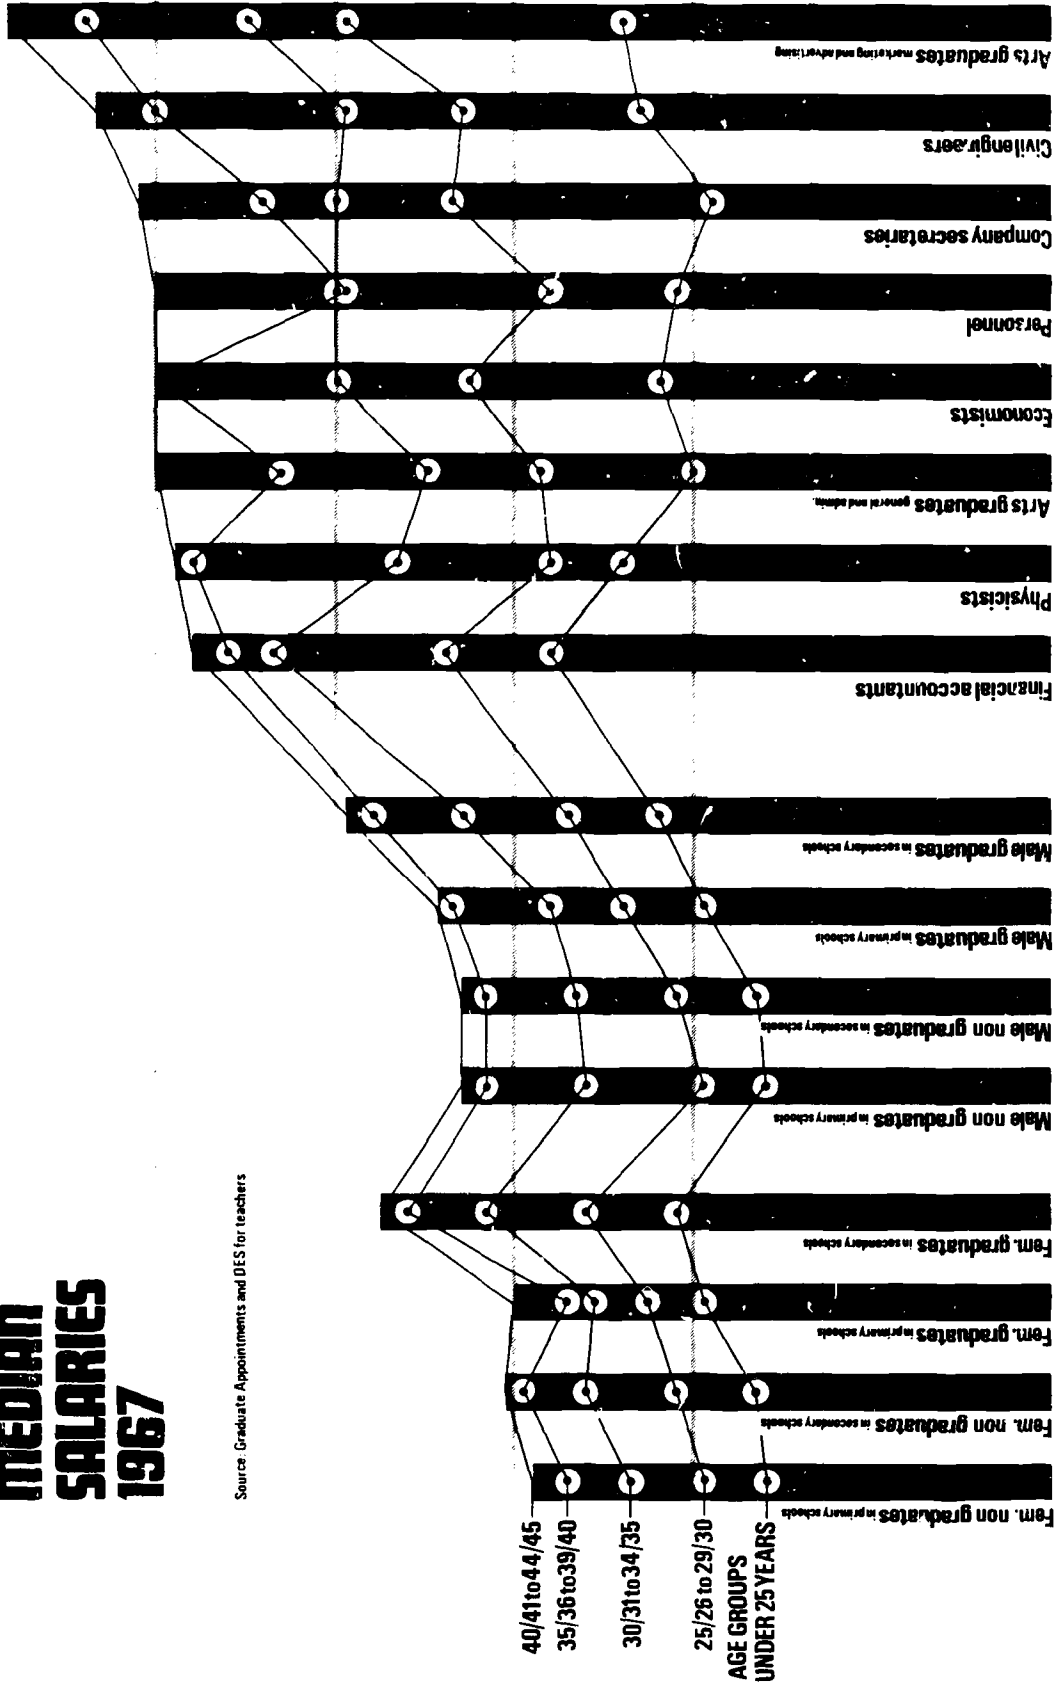 MEDIAN
SALARIES
1967
Source: Graduate Appointments and DES for teachers
40/41 to 44/45
35/36 to 39/40
30/31 to 34/35
25/26 to 29/30
AGE GROUPS
UNDER 25 YEARS
Fem. non graduates in primary schools
Fem. non graduates in secondary schools
Fem. graduates in primary schools
Fem. graduates in secondary schools
Male non graduates in primary schools
Male non graduates in secondary schools
Male graduates in primary schools
Male graduates in secondary schools
Financial accountants
Physicists
Arts graduates general and admin.
Economists
Personnel
Company secretaries
Civil engineers
Arts graduates marketing and advertising